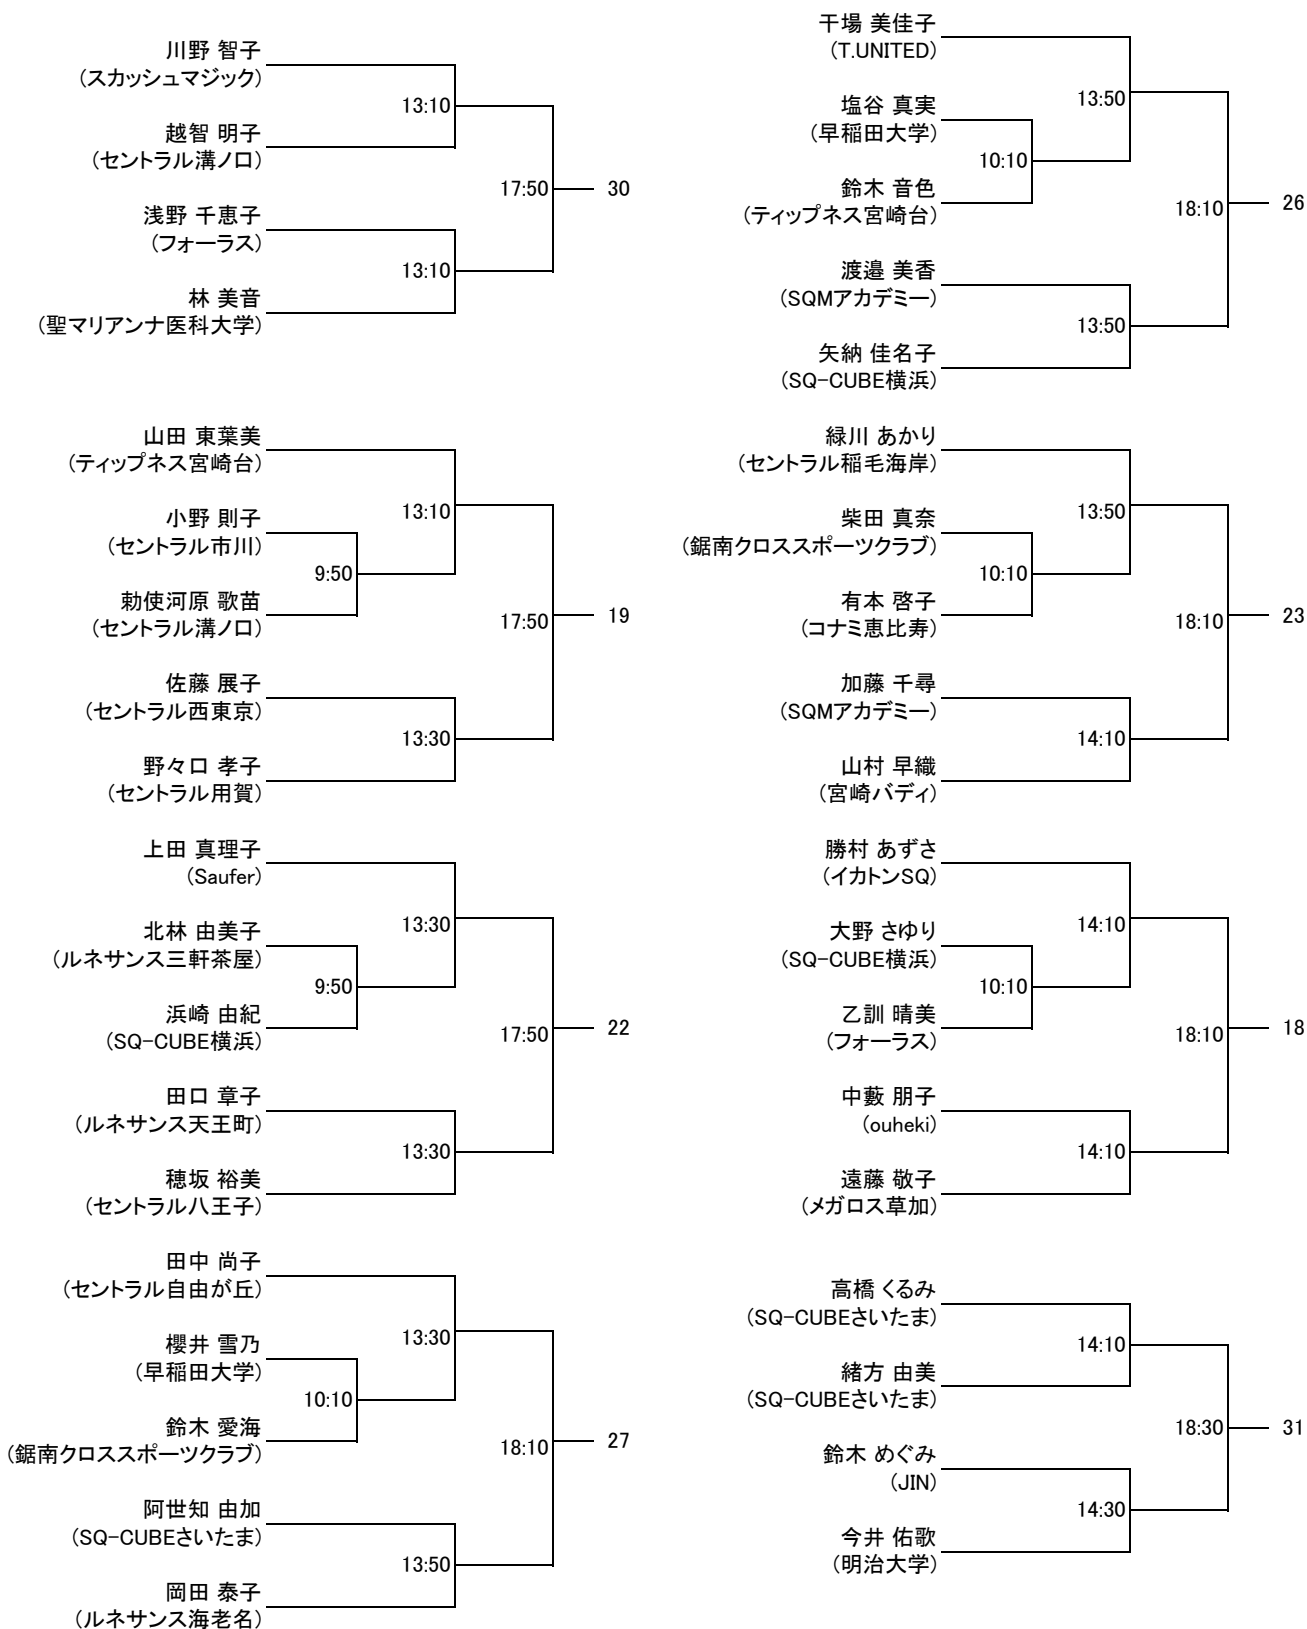 川野 智子
(スカッシュマジック)
13:10
越智 明子
(セントラル溝ノ口)
17:50
30
浅野 千恵子
(フォーラス)
13:10
林 美音
(聖マリアンナ医科大学)
山田 東葉美
(ティップネス宮崎台)
13:10
小野 則子
(セントラル市川)
9:50
勅使河原 歌苗
(セントラル溝ノ口)
17:50
19
佐藤 展子
(セントラル西東京)
13:30
野々口 孝子
(セントラル用賀)
上田 真理子
(Saufer)
13:30
北林 由美子
(ルネサンス三軒茶屋)
9:50
浜崎 由紀
(SQ-CUBE横浜)
17:50
22
田口 章子
(ルネサンス天王町)
13:30
穂坂 裕美
(セントラル八王子)
田中 尚子
(セントラル自由が丘)
13:30
櫻井 雪乃
(早稲田大学)
10:10
鈴木 愛海
(鋸南クロススポーツクラブ)
18:10
27
阿世知 由加
(SQ-CUBEさいたま)
13:50
岡田 泰子
(ルネサンス海老名)
干場 美佳子
(T.UNITED)
13:50
塩谷 真実
(早稲田大学)
10:10
鈴木 音色
(ティップネス宮崎台)
18:10
26
渡邉 美香
(SQMアカデミー)
13:50
矢納 佳名子
(SQ-CUBE横浜)
緑川 あかり
(セントラル稲毛海岸)
13:50
柴田 真奈
(鋸南クロススポーツクラブ)
10:10
有本 啓子
(コナミ恵比寿)
18:10
23
加藤 千尋
(SQMアカデミー)
14:10
山村 早織
(宮崎バディ)
勝村 あずさ
(イカトンSQ)
14:10
大野 さゆり
(SQ-CUBE横浜)
10:10
乙訓 晴美
(フォーラス)
18:10
18
中藪 朋子
(ouheki)
14:10
遠藤 敬子
(メガロス草加)
高橋 くるみ
(SQ-CUBEさいたま)
14:10
緒方 由美
(SQ-CUBEさいたま)
18:30
31
鈴木 めぐみ
(JIN)
14:30
今井 佑歌
(明治大学)